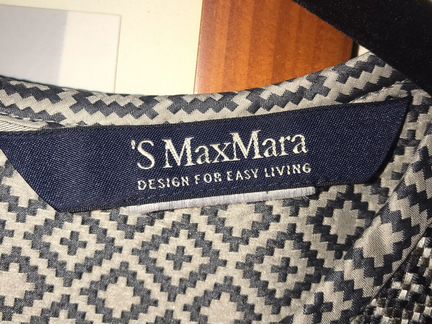 'S MaxMara
DESIGN FOR EASY LIVING